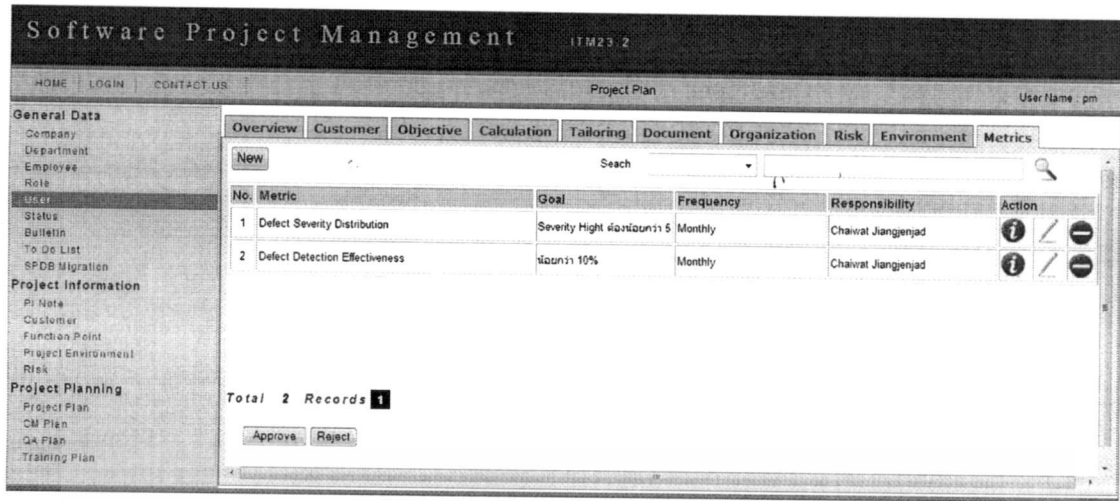 Software Project Management ITM23.2
HOME LOGIN CONTACT US Project Plan User Name : pm
General Data
Company
Department
Employee
Role
User
Status
Bulletin
To Do List
SPDB Migration
Project Information
PI Note
Customer
Function Point
Project Environment
Risk
Project Planning
Project Plan
CM Plan
QA Plan
Training Plan
Overview Customer Objective Calculation Tailoring Document Organization Risk Environment Metrics
New Seach
No. Metric Goal Frequency Responsibility Action
1 Defect Severity Distribution Severity Hight ต้องน้อยกว่า 5 Monthly Chaiwat Jiangjenjad
2 Defect Detection Effectiveness น้อยกว่า 10% Monthly Chaiwat Jiangjenjad
Total 2 Records 1
Approve Reject